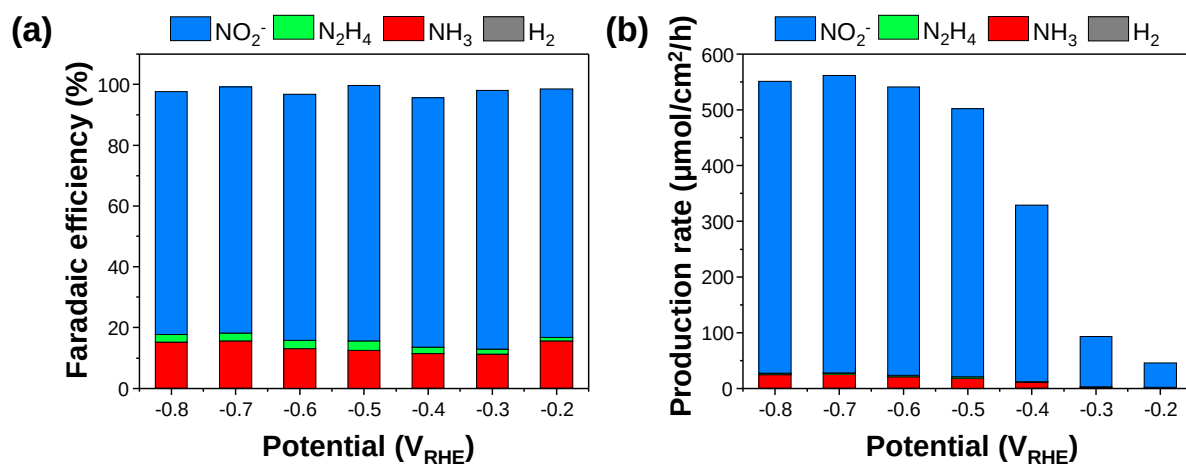 (a)
NO₂⁻ N₂H₄ NH₃ H₂
Faradaic efficiency (%)
100
80
60
40
20
0
-0.8 -0.7 -0.6 -0.5 -0.4 -0.3 -0.2
Potential (V_RHE)
(b)
NO₂⁻ N₂H₄ NH₃ H₂
Production rate (µmol/cm²/h)
600
500
400
300
200
100
0
-0.8 -0.7 -0.6 -0.5 -0.4 -0.3 -0.2
Potential (V_RHE)